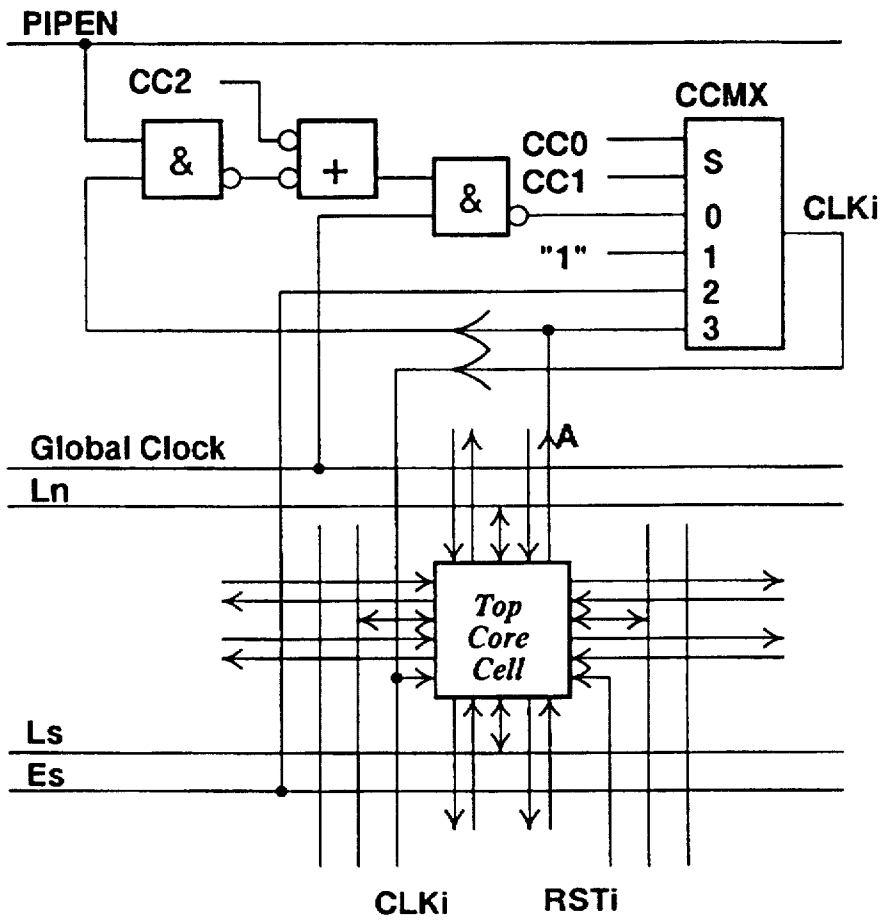 PIPEN
CC2
CCMX
& + & CC0 S
CC1
0 CLKi
"1" 1
2
3
A
Global Clock
Ln
Top
Core
Cell
Ls
Es
CLKi RSTi